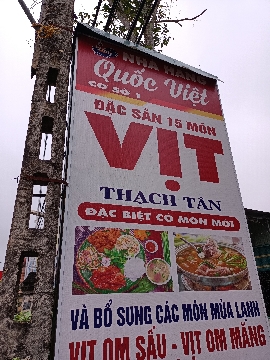 NHÀ HÀNG
Quốc Việt
CƠ SỞ 1
ĐẶC SẢN 15 MÓN
VỊT
THẠCH TÂN
ĐẶC BIỆT CÓ MÓN MỚI
VÀ BỔ SUNG CÁC MÓN MÙA LẠNH
VỊT OM SẤU - VỊT OM MĂNG